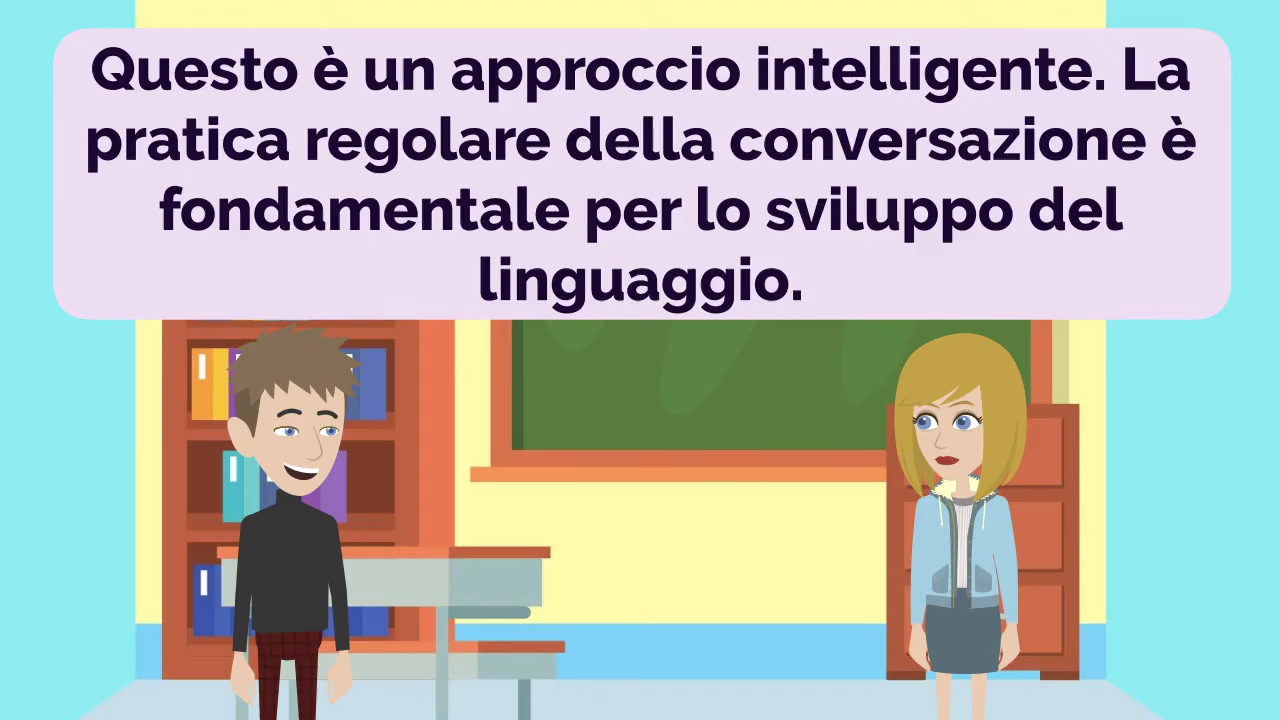 Questo è un approccio intelligente. La
pratica regolare della conversazione è
fondamentale per lo sviluppo del
linguaggio.